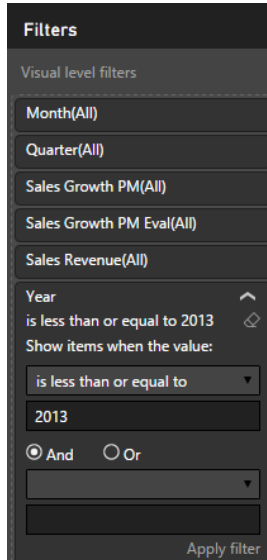 Filters
Visual level filters
Month(All)
Quarter(All)
Sales Growth PM(All)
Sales Growth PM Eval(All)
Sales Revenue(All)
Year
is less than or equal to 2013
Show items when the value:
is less than or equal to
2013
And Or
Apply filter